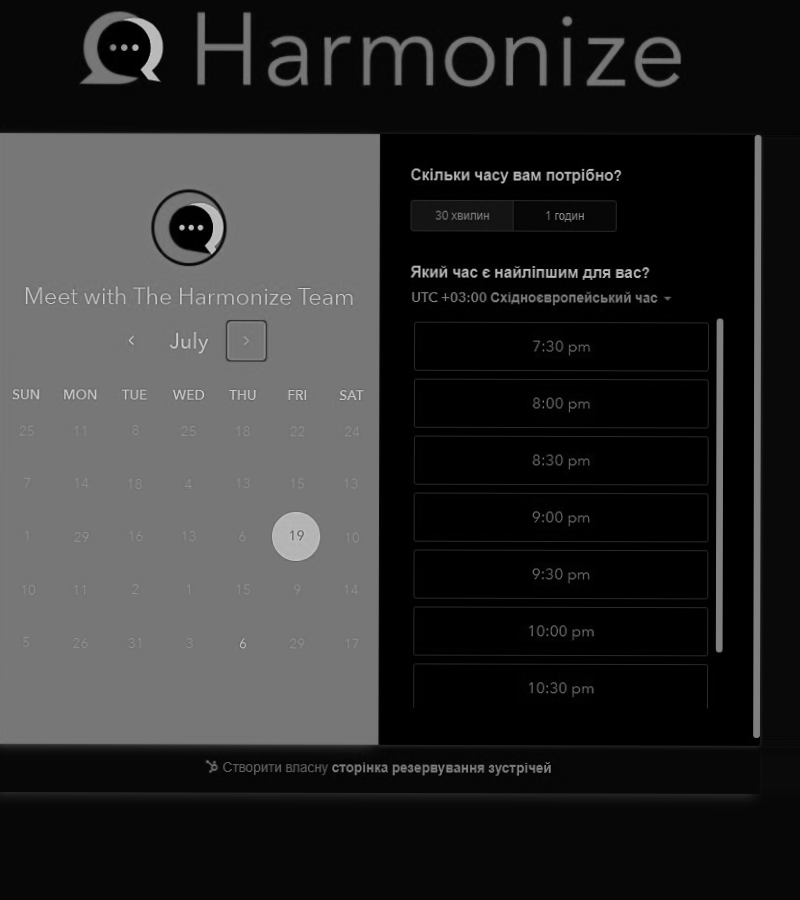 Harmonize
Meet with The Harmonize Team
July
SUN MON TUE WED THU FRI SAT
25 11 8 25 18 22 24
7 14 18 4 13 15 13
1 29 16 13 6 19 10
10 11 2 1 15 9 14
5 26 31 3 6 29 17
Скільки часу вам потрібно?
30 хвилин 1 годин
Який час є найліпшим для вас?
UTC +03:00 Східноєвропейський час
7:30 pm
8:00 pm
8:30 pm
9:00 pm
9:30 pm
10:00 pm
10:30 pm
Створити власну сторінка резервування зустрічей